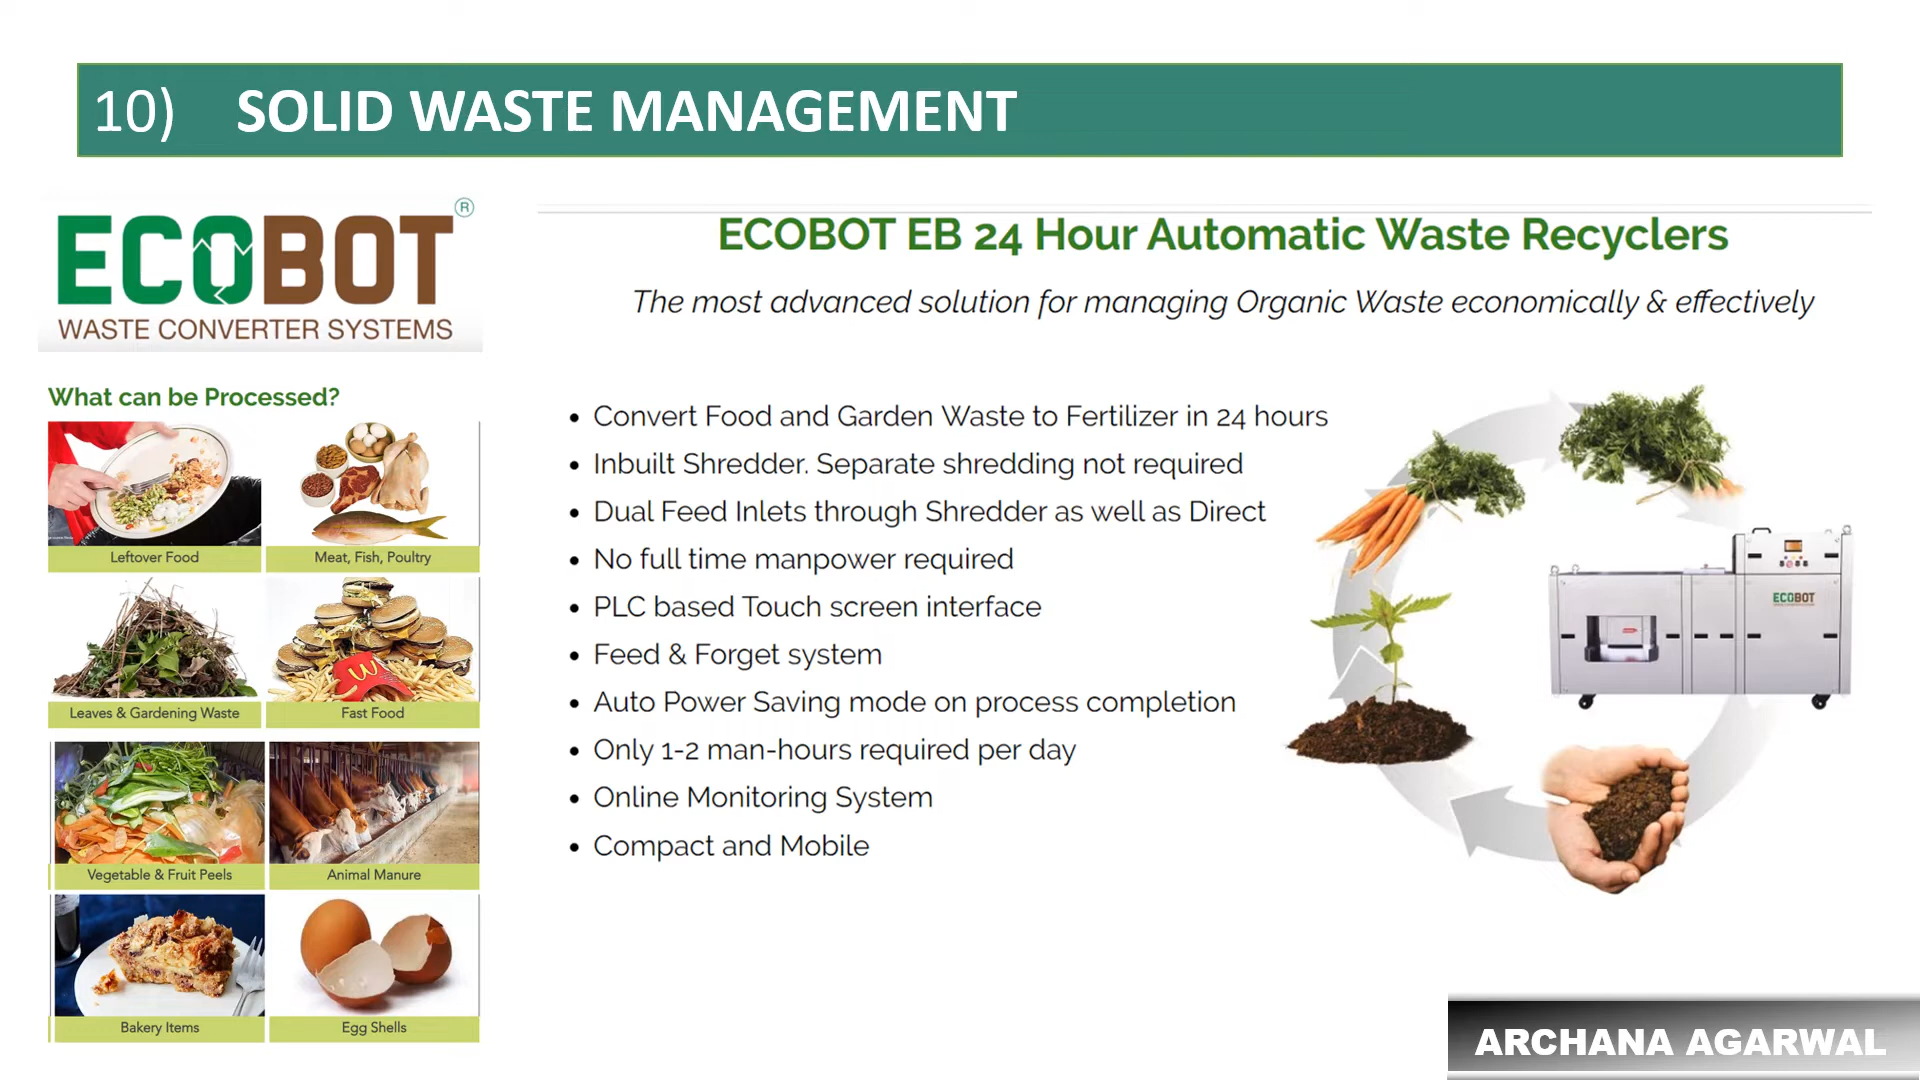 10) SOLID WASTE MANAGEMENT
ECOBOT®
WASTE CONVERTER SYSTEMS
ECOBOT EB 24 Hour Automatic Waste Recyclers
The most advanced solution for managing Organic Waste economically & effectively
What can be Processed?
Leftover Food
Meat, Fish, Poultry
Leaves & Gardening Waste
Fast Food
Vegetable & Fruit Peels
Animal Manure
Bakery Items
Egg Shells
• Convert Food and Garden Waste to Fertilizer in 24 hours
• Inbuilt Shredder. Separate shredding not required
• Dual Feed Inlets through Shredder as well as Direct
• No full time manpower required
• PLC based Touch screen interface
• Feed & Forget system
• Auto Power Saving mode on process completion
• Only 1-2 man-hours required per day
• Online Monitoring System
• Compact and Mobile
ECOBOT
ARCHANA AGARWAL